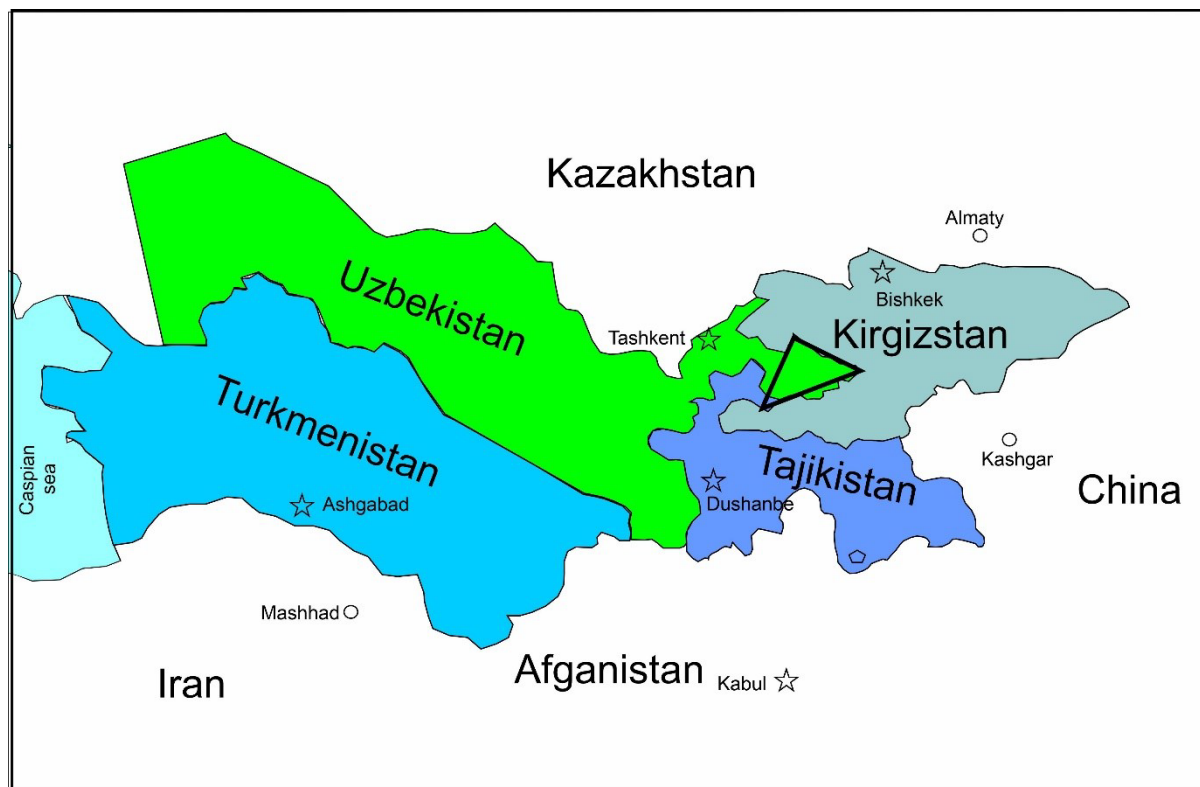 Kazakhstan
Almaty
Uzbekistan
Bishkek
Tashkent
Kirgizstan
Turkmenistan
Caspian
sea
Tajikistan
Kashgar
China
Ashgabad
Dushanbe
Mashhad
Iran
Afganistan
Kabul